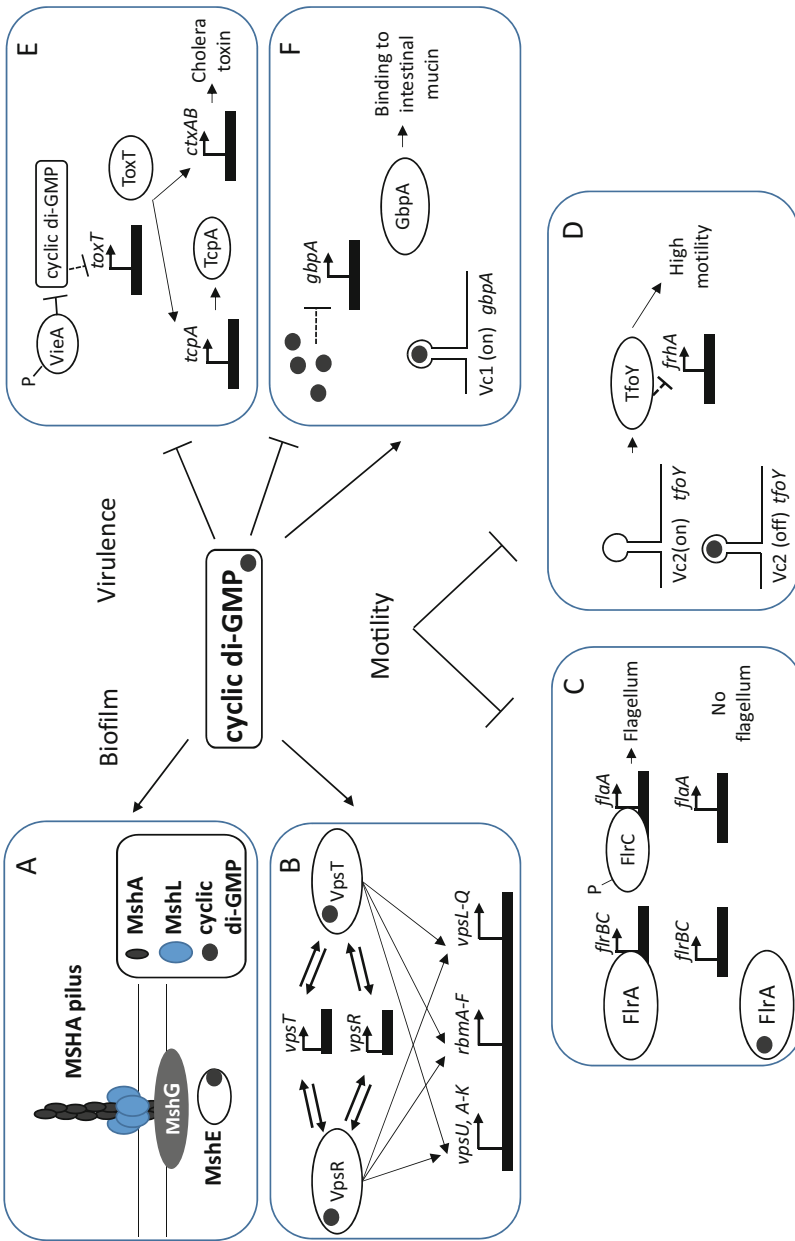 A
MSHA pilus
MshG
MshE
MshA
MshL
cyclic
di-GMP
B
VpsR
VpsT
vpsT
vpsR
vpsU, A-K
rbmA-F
vpsL-Q
Biofilm
Virulence
cyclic di-GMP
Motility
C
FlrA
flrBC
P
FlrC
flaA
Flagellum
FlrA
flrBC
flaA
No
flagellum
D
Vc2(on) tfoY
TfoY
High
motility
frhA
Vc2 (off) tfoY
E
P
VieA
cyclic di-GMP
toxT
ToxT
tcpA
TcpA
ctxAB
Cholera
toxin
F
gbpA
Vc1 (on) gbpA
GbpA
Binding to
intestinal
mucin